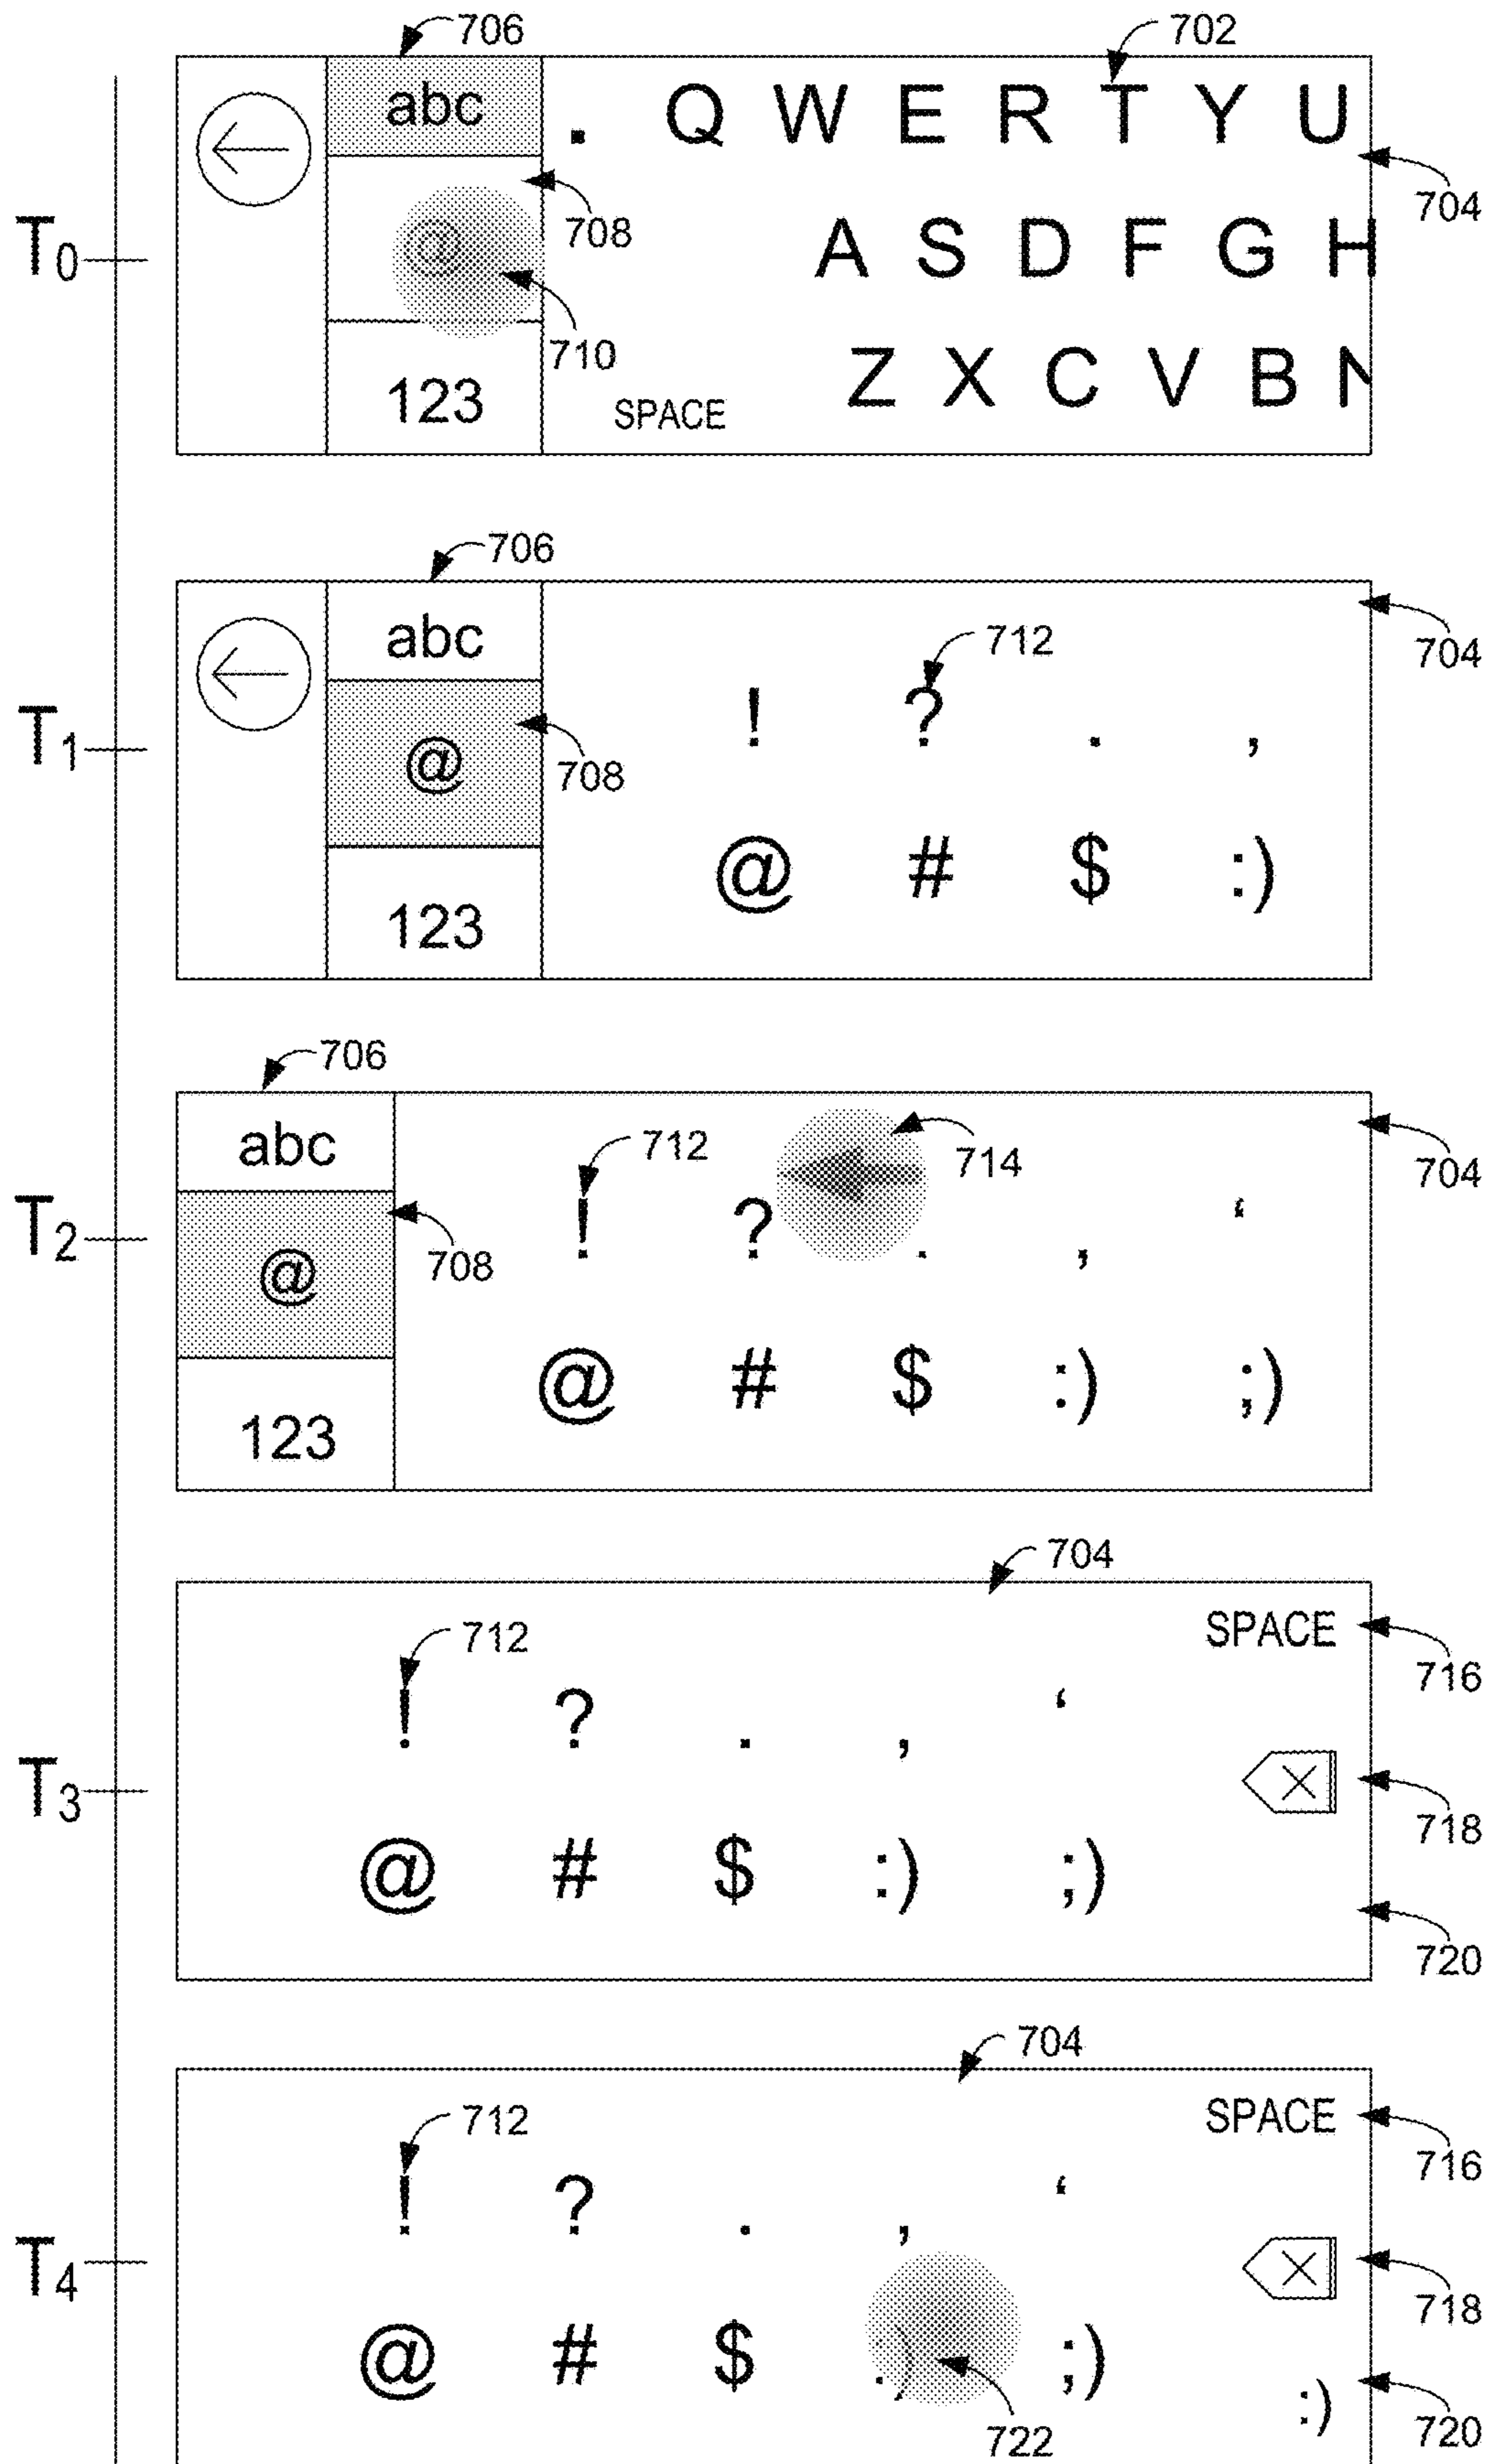 706 702
abc . Q W E R T Y U
704
T0 @ 708 A S D F G H
710
123 SPACE Z X C V B N
706
abc 704
712
T1 ! ? . ,
@ 708
@ # $ :)
123
706
abc 712 714 704
T2 ! ? . , ‘
@ 708
@ # $ :) ;)
123
704
712 SPACE 716
! ? . , ‘
T3 718
@ # $ :) ;)
720
704
712 SPACE 716
! ? . , ‘
T4 718
@ # $ :) ;) :) 720
722